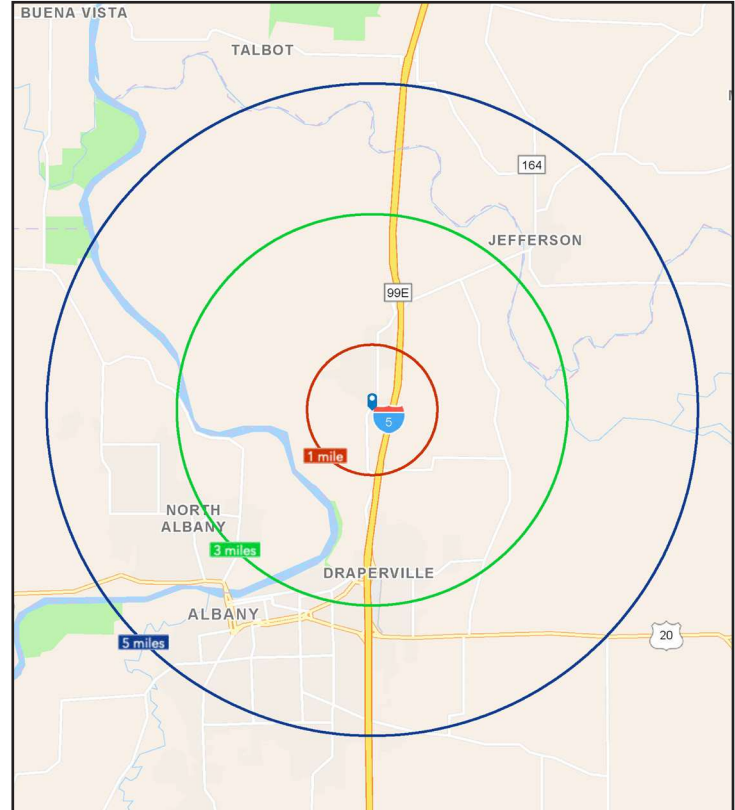 BUENA VISTA
TALBOT
164
JEFFERSON
99E
5
1 mile
NORTH
ALBANY
3 miles
DRAPERVILLE
ALBANY
5 miles
20